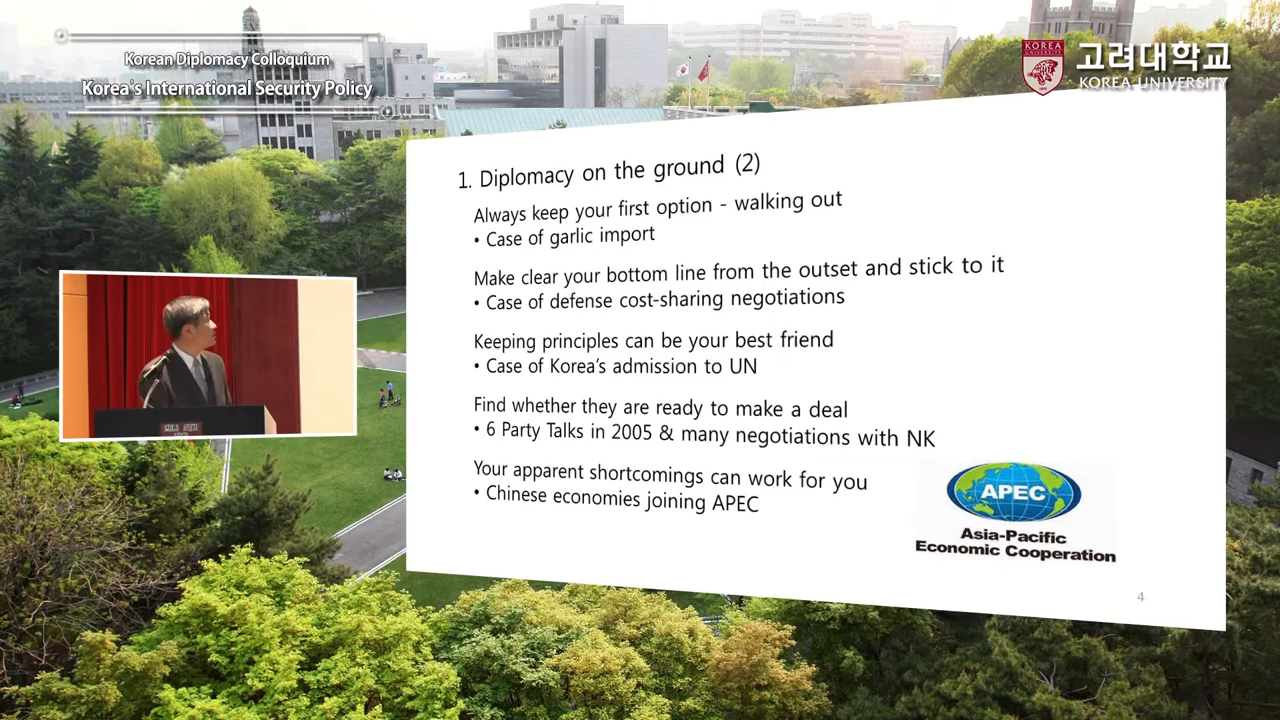 Korean Diplomacy Colloquium
Korea's International Security Policy
KOREA
UNIVERSITY
고려대학교
KOREA UNIVERSITY
1. Diplomacy on the ground (2)
Always keep your first option - walking out
• Case of garlic import
Make clear your bottom line from the outset and stick to it
• Case of defense cost-sharing negotiations
Keeping principles can be your best friend
• Case of Korea's admission to UN
Find whether they are ready to make a deal
• 6 Party Talks in 2005 & many negotiations with NK
Your apparent shortcomings can work for you
• Chinese economies joining APEC
APEC
Asia-Pacific
Economic Cooperation
4